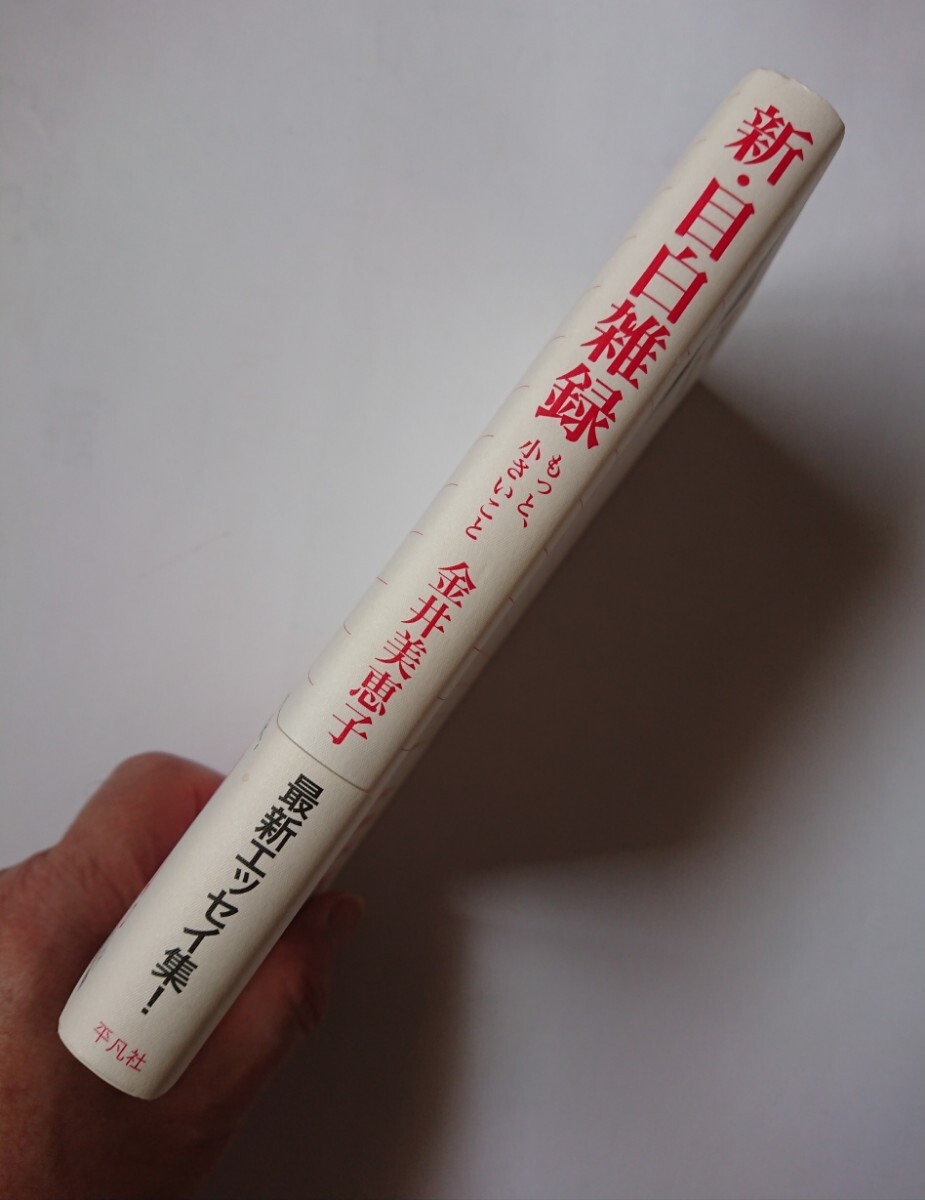 新・目白雑録
もっと、
小さいこと
金井美恵子
最新エッセイ集！
平凡社